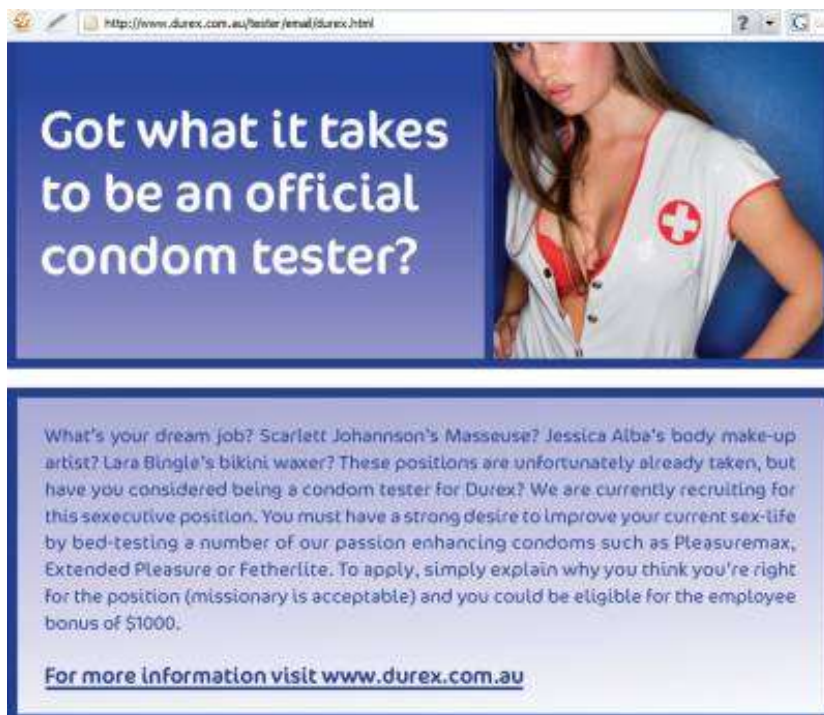 http://www.durex.com.au/tester/email/durex.html
?
Got what it takes
to be an official
condom tester?
What's your dream job? Scarlett Johannson's Masseuse? Jessica Alba's body make-up
artist? Lara Bingle's bikini waxer? These positions are unfortunately already taken, but
have you considered being a condom tester for Durex? We are currently recruiting for
this sexecutive position. You must have a strong desire to improve your current sex-life
by bed-testing a number of our passion enhancing condoms such as Pleasuremax,
Extended Pleasure or Fetherlite. To apply, simply explain why you think you're right
for the position (missionary is acceptable) and you could be eligible for the employee
bonus of $1000.
For more information visit www.durex.com.au